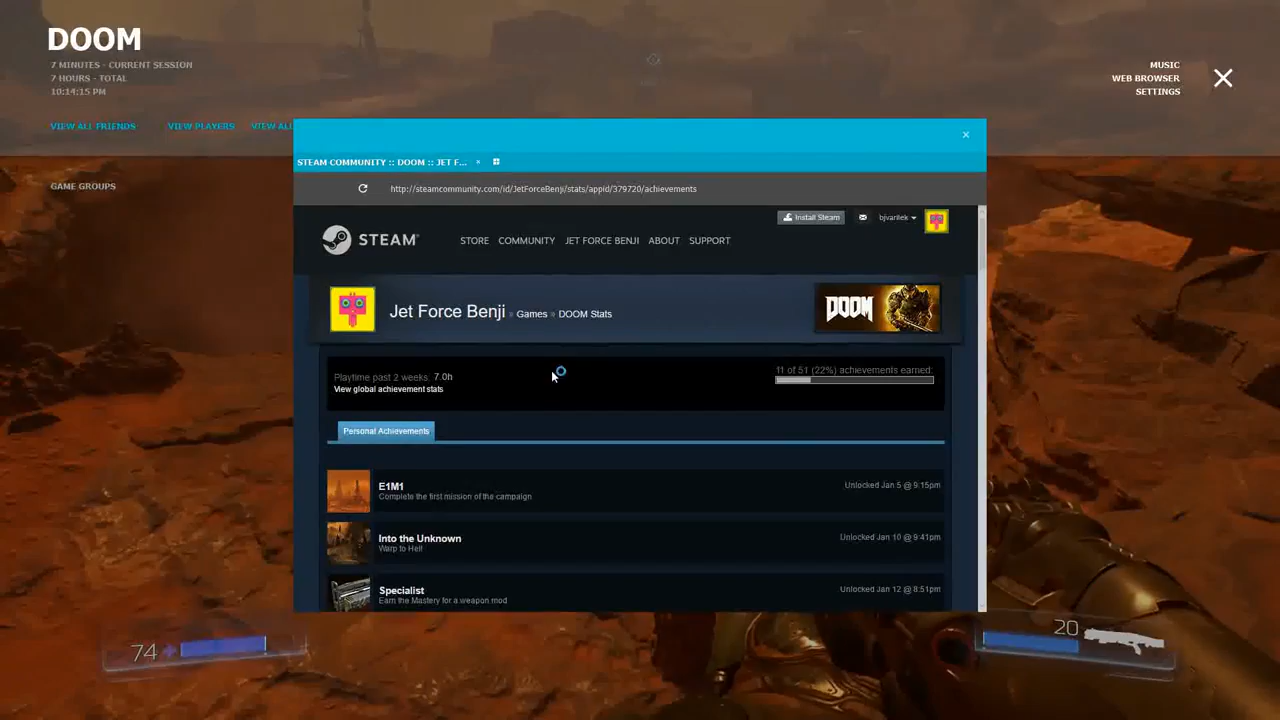 DOOM
7 MINUTES - CURRENT SESSION
7 HOURS - TOTAL
10:14:15 PM
VIEW ALL FRIENDS
VIEW PLAYERS
VIEW ALL
GAME GROUPS
MUSIC
WEB BROWSER
SETTINGS
STEAM COMMUNITY :: DOOM :: JET F...
http://steamcommunity.com/id/JetForceBenji/stats/appid/379720/achievements
Install Steam
bjvarilek
STEAM
STORE COMMUNITY JET FORCE BENJI ABOUT SUPPORT
Jet Force Benji » Games » DOOM Stats
DOOM
Playtime past 2 weeks: 7.0h
View global achievement stats
11 of 51 (22%) achievements earned:
Personal Achievements
E1M1
Complete the first mission of the campaign
Unlocked Jan 5 @ 9:15pm
Into the Unknown
Warp to Hell
Unlocked Jan 10 @ 9:41pm
Specialist
Earn the Mastery for a weapon mod
Unlocked Jan 12 @ 8:51pm
74
20